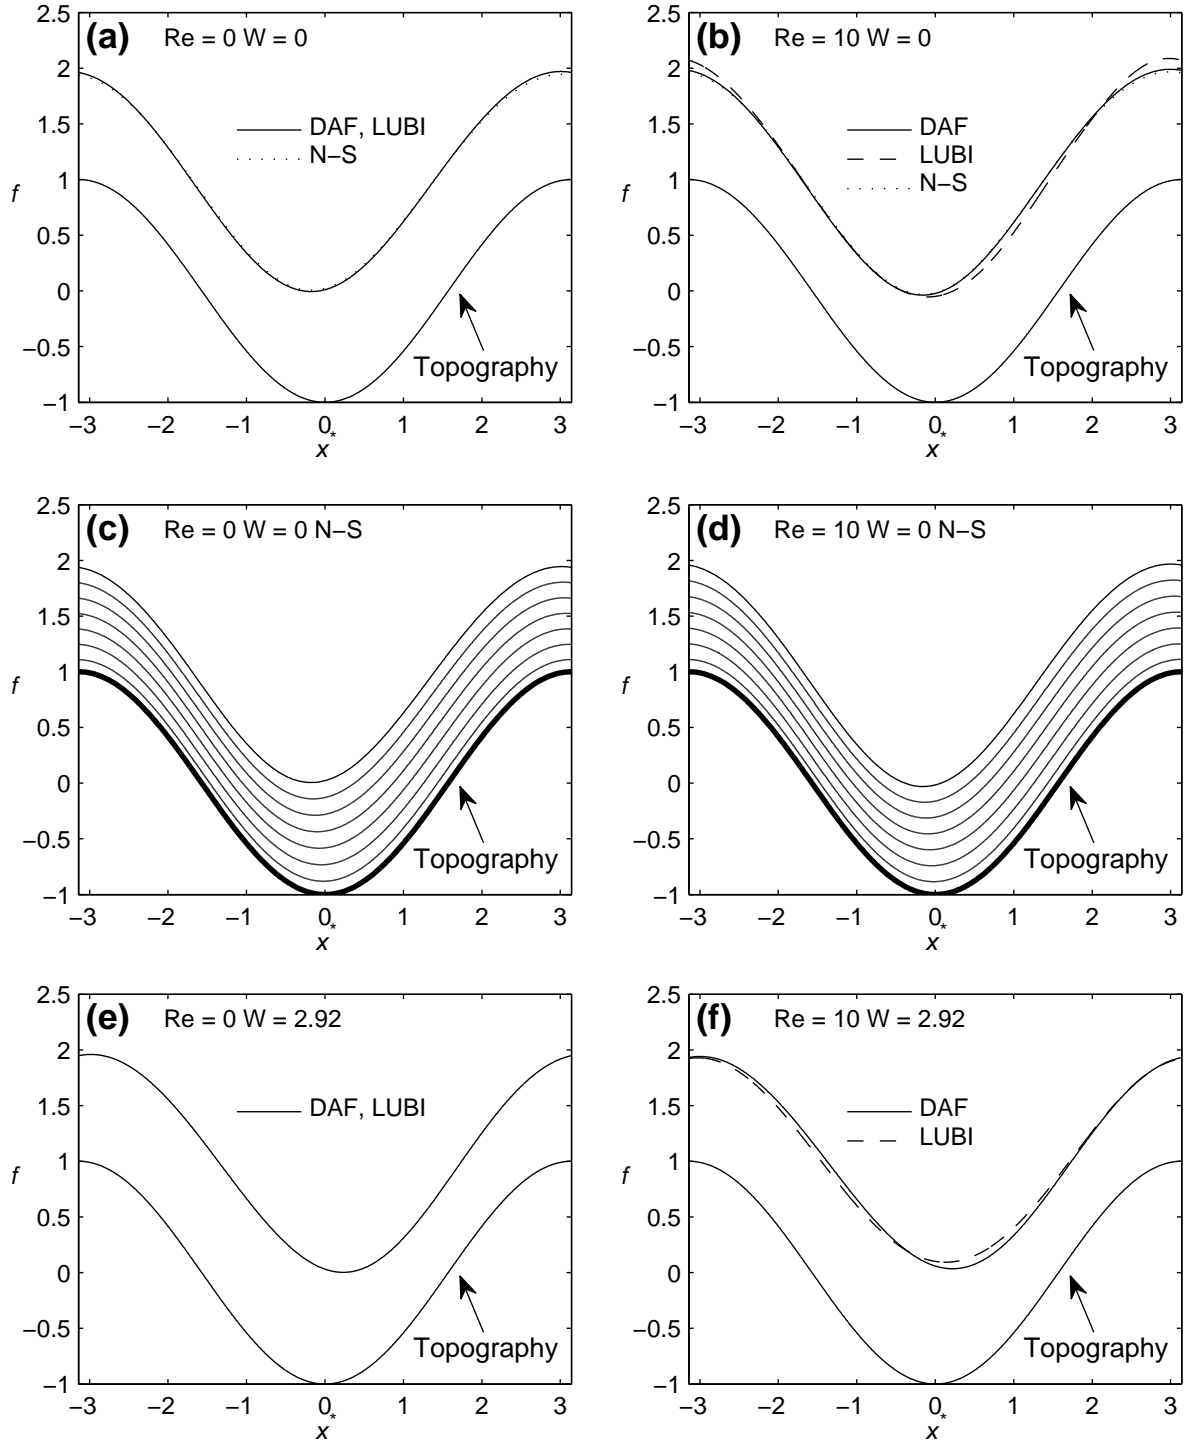 (a) Re = 0 W = 0
2.5
2
1.5
1
0.5
0
−0.5
−1
f
DAF, LUBI
N−S
Topography
−3 −2 −1 0 1 2 3
x*
(b) Re = 10 W = 0
2.5
2
1.5
1
0.5
0
−0.5
−1
f
DAF
LUBI
N−S
Topography
−3 −2 −1 0 1 2 3
x*
(c) Re = 0 W = 0 N−S
2.5
2
1.5
1
0.5
0
−0.5
−1
f
Topography
−3 −2 −1 0 1 2 3
x*
(d) Re = 10 W = 0 N−S
2.5
2
1.5
1
0.5
0
−0.5
−1
f
Topography
−3 −2 −1 0 1 2 3
x*
(e) Re = 0 W = 2.92
2.5
2
1.5
1
0.5
0
−0.5
−1
f
DAF, LUBI
Topography
−3 −2 −1 0 1 2 3
x*
(f) Re = 10 W = 2.92
2.5
2
1.5
1
0.5
0
−0.5
−1
f
DAF
LUBI
Topography
−3 −2 −1 0 1 2 3
x*